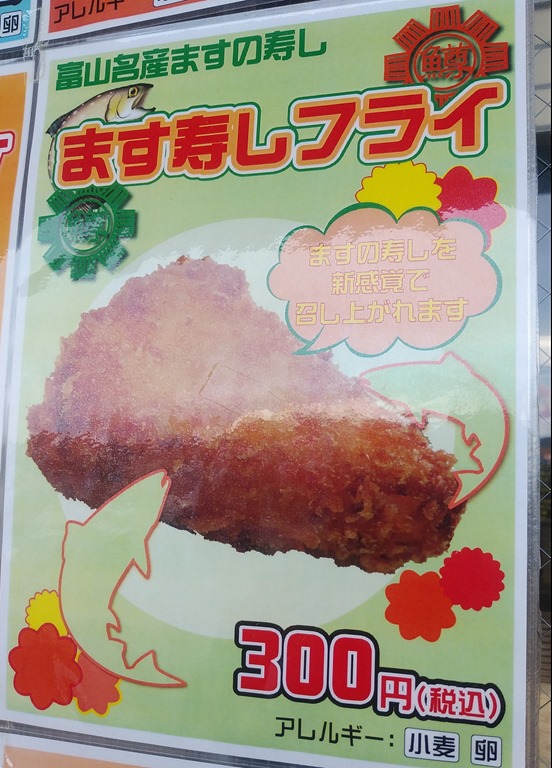 卵
アレルギー
富山名産ますの寿し
鱒
ます寿しフライ
ますの寿しを
新感覚で
召し上がれます
300円(税込)
アレルギー: 小麦 卵